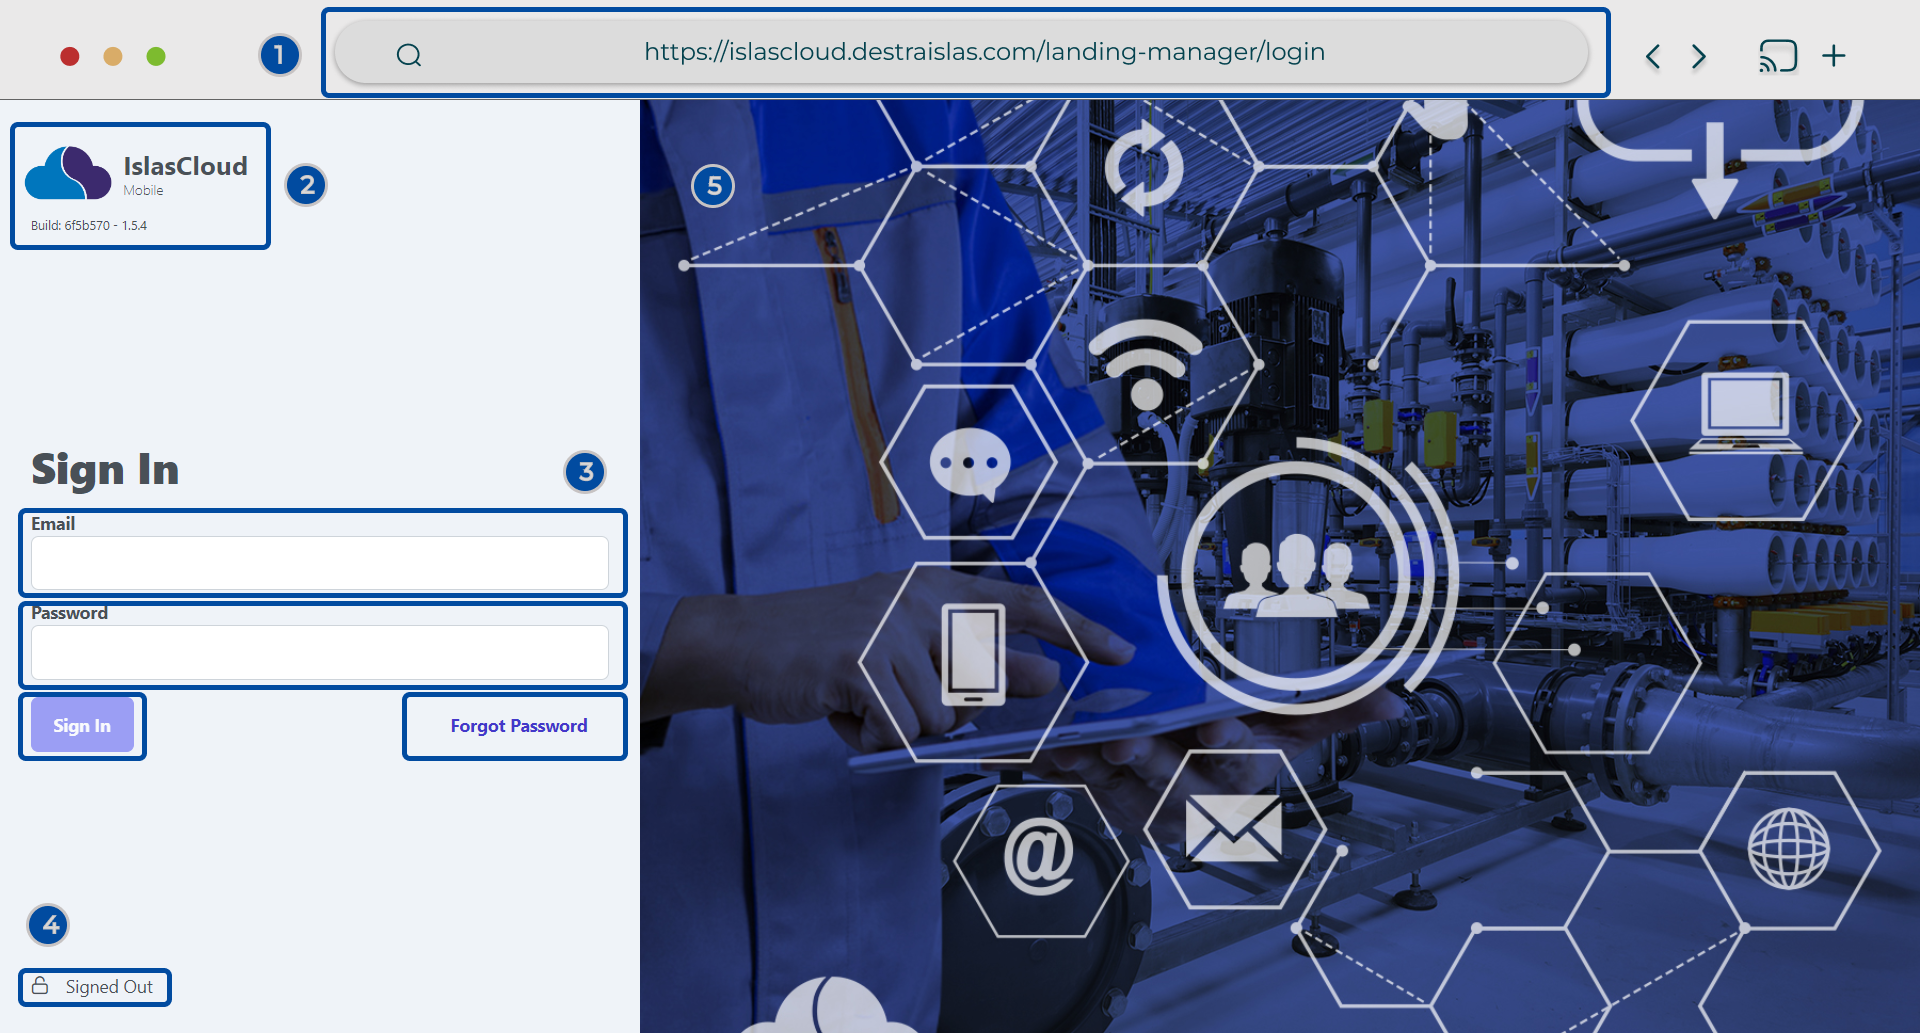 1
https://islascloud.destraislas.com/landing-manager/login
IslasCloud
Mobile
2
Build: 6f5b570 - 1.5.4
5
Sign In
3
Email
Password
Sign In
Forgot Password
@
4
Signed Out